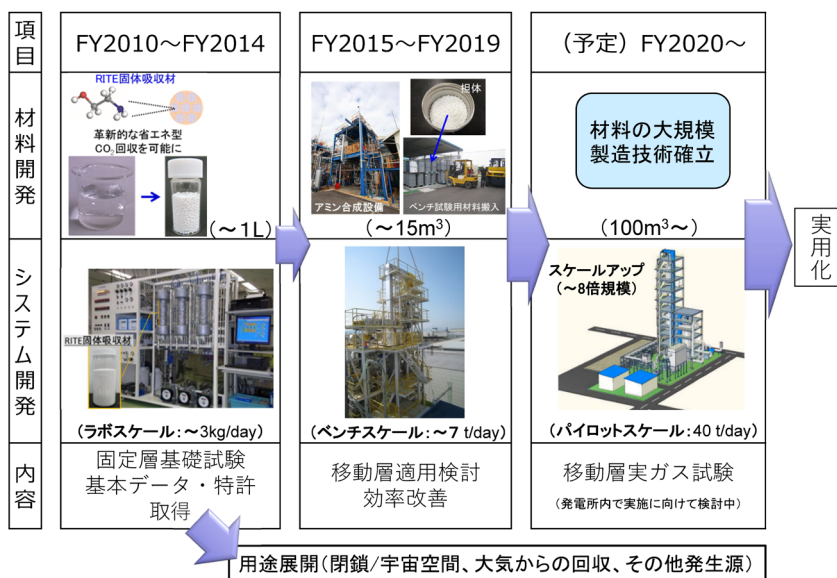 項目
FY2010～FY2014
FY2015～FY2019
（予定）FY2020～
材料開発
RITE固体吸収材
革新的な省エネ型
CO₂回収を可能に
(～1L)
担体
アミン合成設備
ベンチ試験用材料搬入
(～15m³)
材料の大規模
製造技術確立
(100m³～)
実用化
システム開発
RITE固体吸収材
(ラボスケール：～3kg/day)
(ベンチスケール：～7 t/day)
スケールアップ
(～8倍規模)
(パイロットスケール：40 t/day)
内容
固定層基礎試験
基本データ・特許
取得
移動層適用検討
効率改善
移動層実ガス試験
(発電所内で実施に向けて検討中)
用途展開(閉鎖/宇宙空間、大気からの回収、その他発生源)